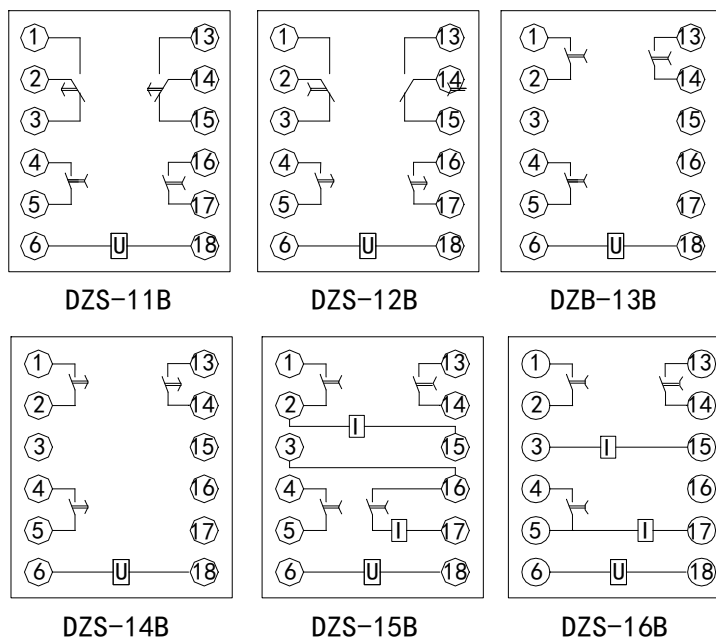 1 13 1 13 1 13
2 14 2 14 2 14
3 15 3 15 3 15
4 16 4 16 4 16
5 17 5 17 5 17
6 U 18 6 U 18 6 U 18
DZS-11B DZS-12B DZB-13B
1 13 1 13 1 13
2 14 2 14 2 14
I
3 15 3 15 3 I 15
4 16 4 16 4 16
5 17 5 I 17 5 I 17
6 U 18 6 U 18 6 U 18
DZS-14B DZS-15B DZS-16B